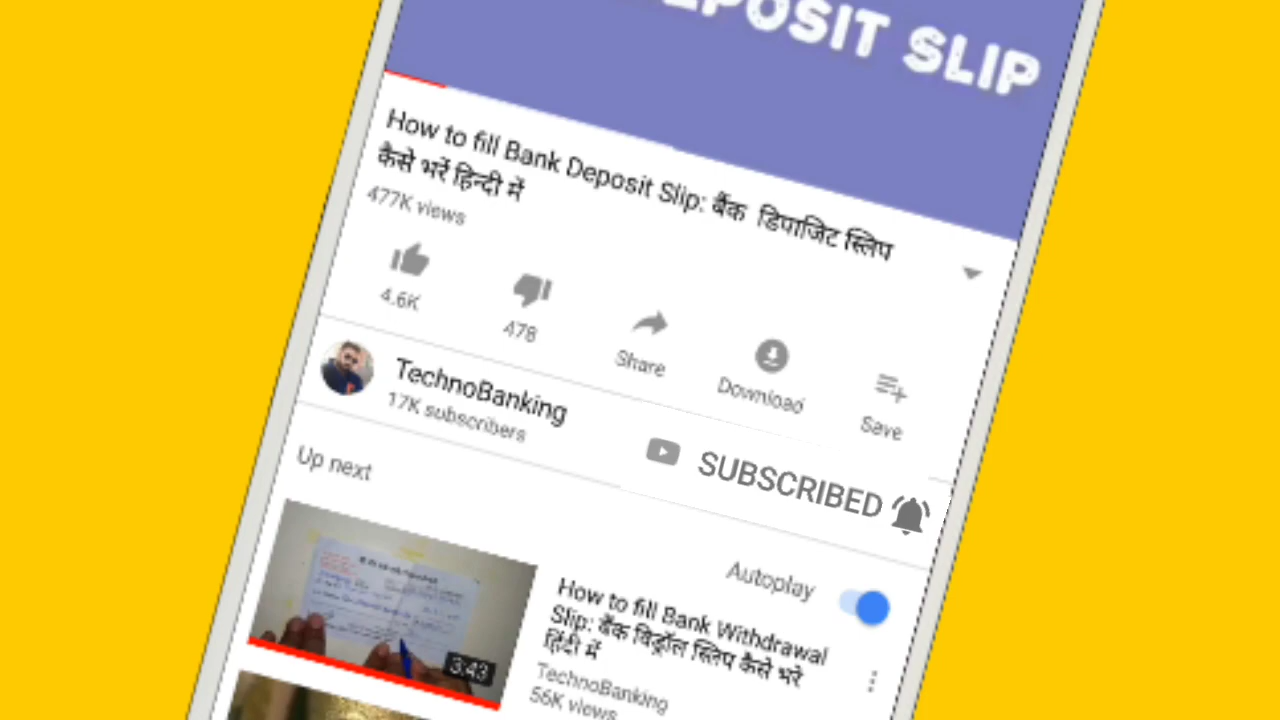 DEPOSIT SLIP
How to fill Bank Deposit Slip: बैंक डिपाजिट स्लिप
कैसे भरें हिन्दी में
477K views
4.6K
478
Share
Download
Save
TechnoBanking
17K subscribers
SUBSCRIBED
Up next
Autoplay
3:43
How to fill Bank Withdrawal
Slip: बैंक विड्रॉल स्लिप कैसे भरे
हिंदी में
TechnoBanking
56K views